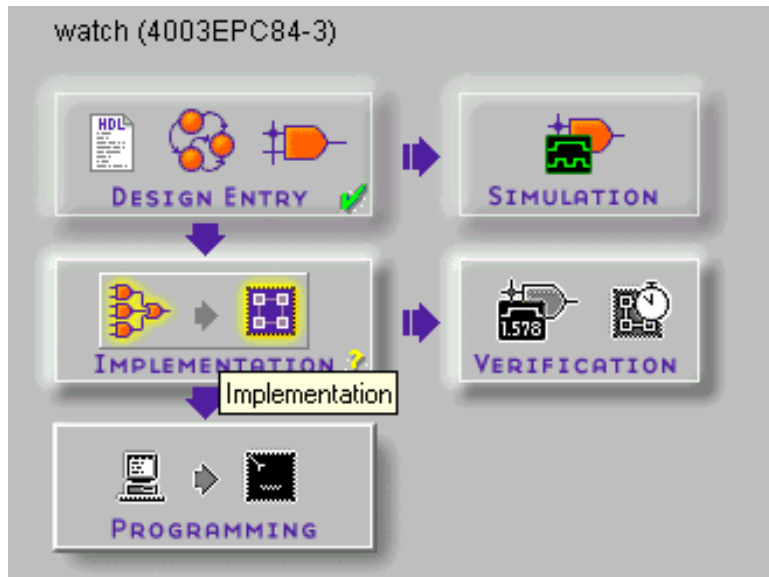 watch (4003EPC84-3)
HDL
DESIGN ENTRY
SIMULATION
1.578
IMPLEMENTATION ?
VERIFICATION
Implementation
PROGRAMMING